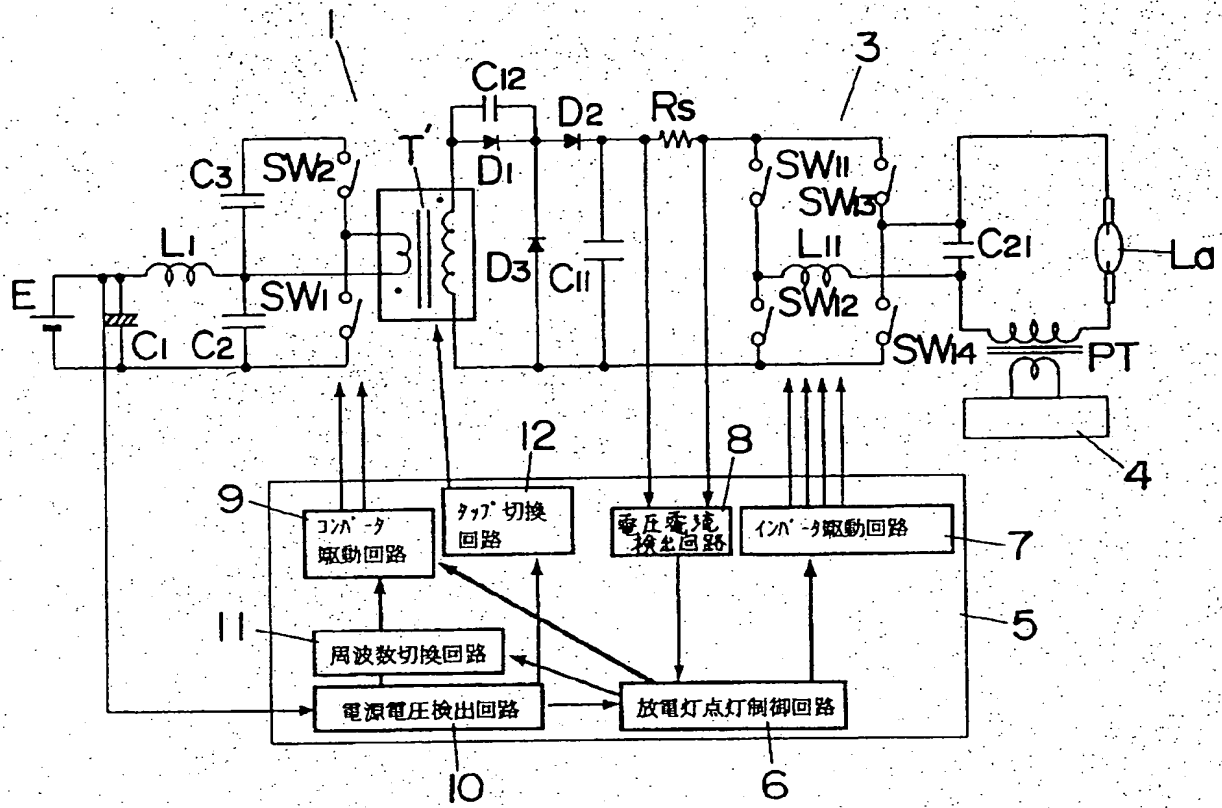 1
3
C12
D2
Rs
T'
SW2
C3
D1
SW11
SW13
L1
D3
C11
L11
C21
La
E
SW1
C1
C2
SW12
SW14
PT
4
12
8
9
コンバータ
駆動回路
タップ切換
回路
電圧電流
検出回路
インバータ駆動回路
7
11
周波数切換回路
5
電源電圧検出回路
放電灯点灯制御回路
10
6